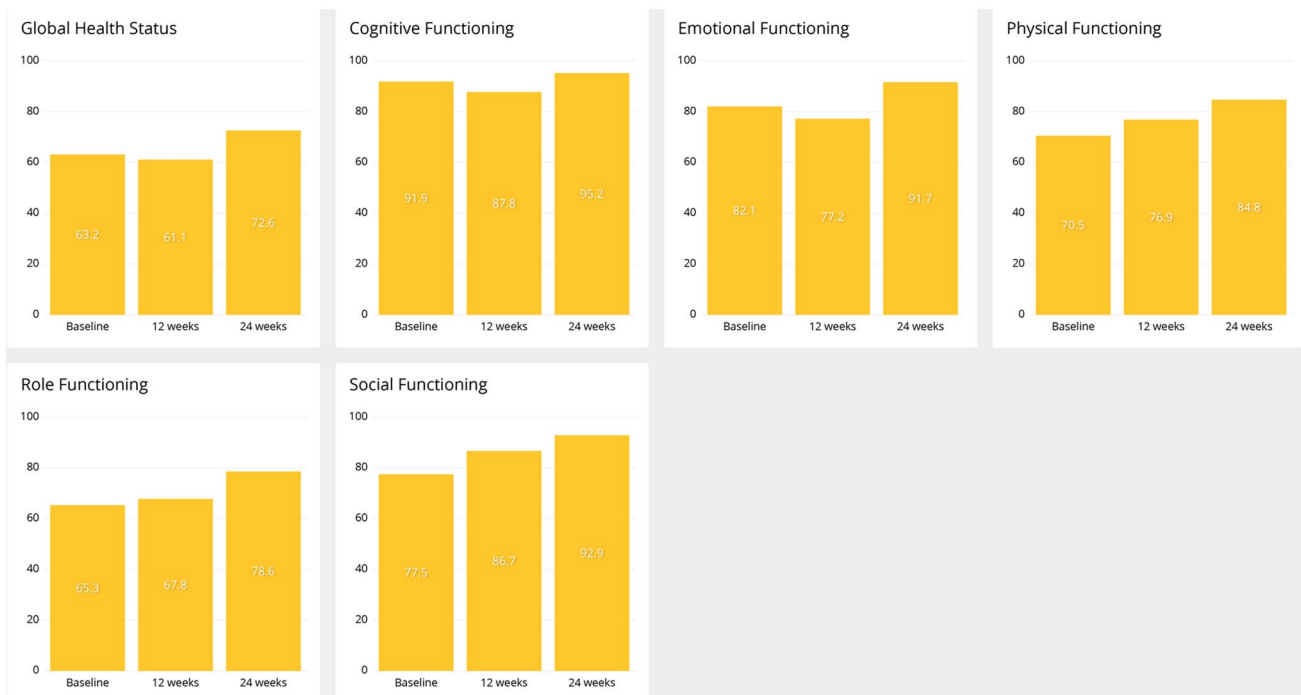 Global Health Status
100
80
60
40
20
0
63.2
61.1
72.6
Baseline
12 weeks
24 weeks
Cognitive Functioning
100
80
60
40
20
0
91.9
87.8
95.2
Baseline
12 weeks
24 weeks
Emotional Functioning
100
80
60
40
20
0
82.1
77.2
91.7
Baseline
12 weeks
24 weeks
Physical Functioning
100
80
60
40
20
0
70.5
76.9
84.8
Baseline
12 weeks
24 weeks
Role Functioning
100
80
60
40
20
0
65.3
67.8
78.6
Baseline
12 weeks
24 weeks
Social Functioning
100
80
60
40
20
0
77.5
86.7
92.9
Baseline
12 weeks
24 weeks